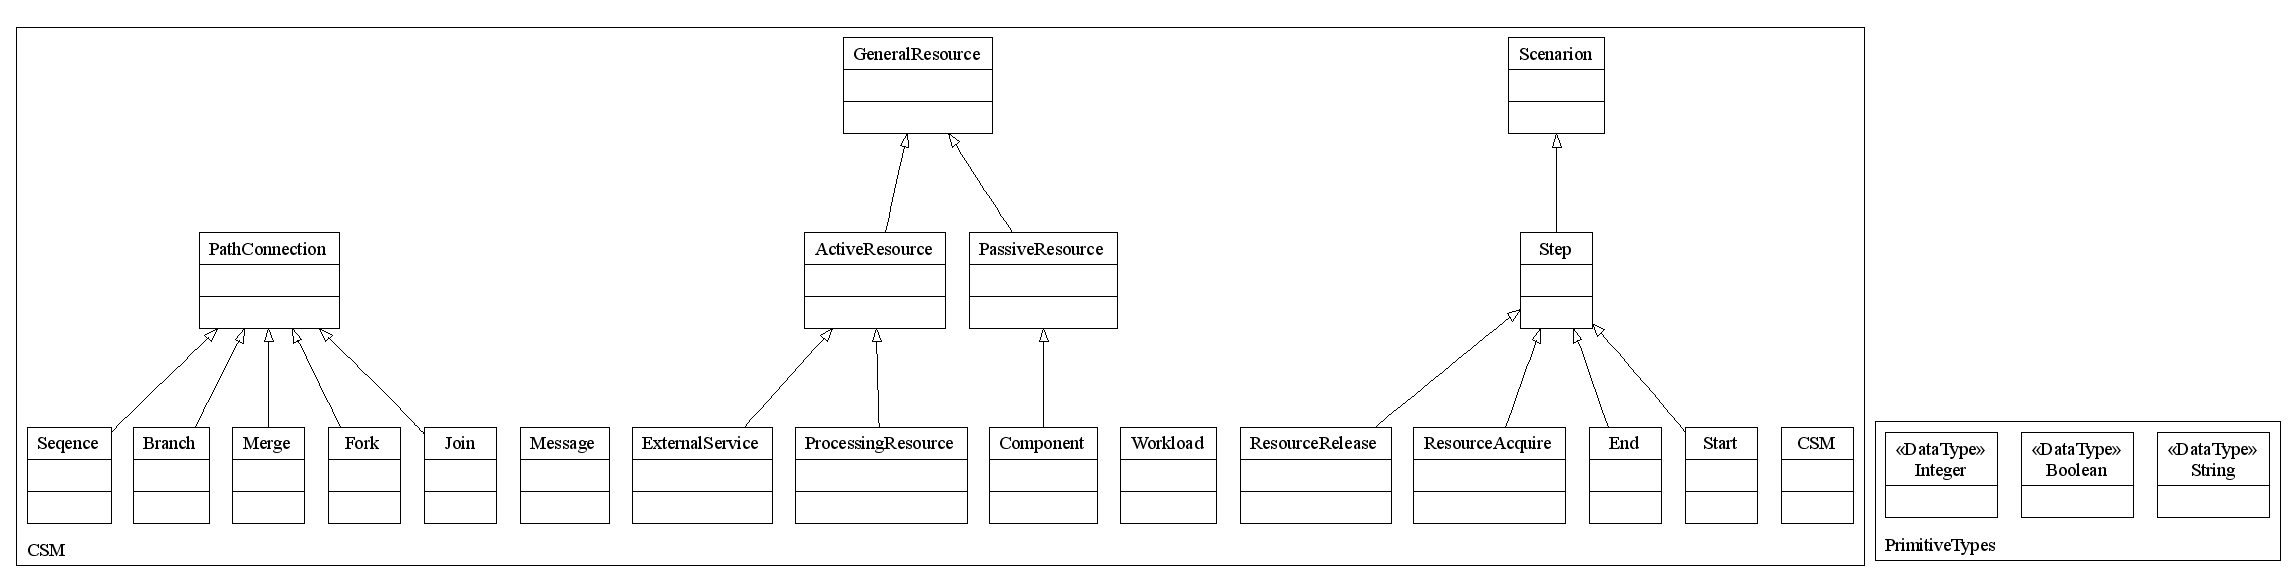 GeneralResource
Scenarion
PathConnection
ActiveResource
PassiveResource
Step
Seqence
Branch
Merge
Fork
Join
Message
ExternalService
ProcessingResource
Component
Workload
ResourceRelease
ResourceAcquire
End
Start
CSM
CSM
«DataType»
Integer
«DataType»
Boolean
«DataType»
String
PrimitiveTypes